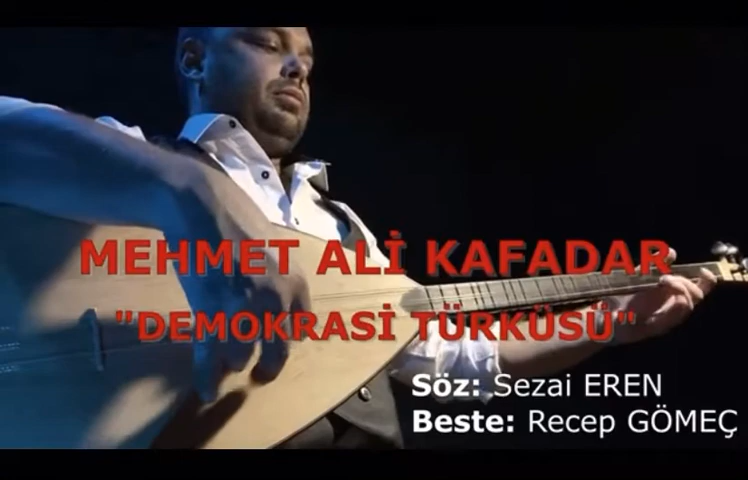 MEHMET ALİ KAFADAR
"DEMOKRASİ TÜRKÜSÜ"
Söz: Sezai EREN
Beste: Recep GÖMEÇ